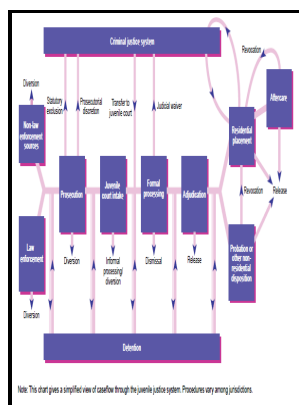 Criminal justice system
Revocation
Diversion
Statutory
exclusion
Prosecutorial
discretion
Transfer to
juvenile court
Judicial waiver
Aftercare
Non-law
enforcement
sources
Residential
placement
Prosecution
Juvenile
court intake
Formal
processing
Adjudication
Revocation
Release
Law
enforcement
Diversion
Informal
processing/
diversion
Dismissal
Release
Probation or
other non-
residential
disposition
Diversion
Detention
Note: This chart gives a simplified view of caseflow through the juvenile justice system. Procedures vary among jurisdictions.